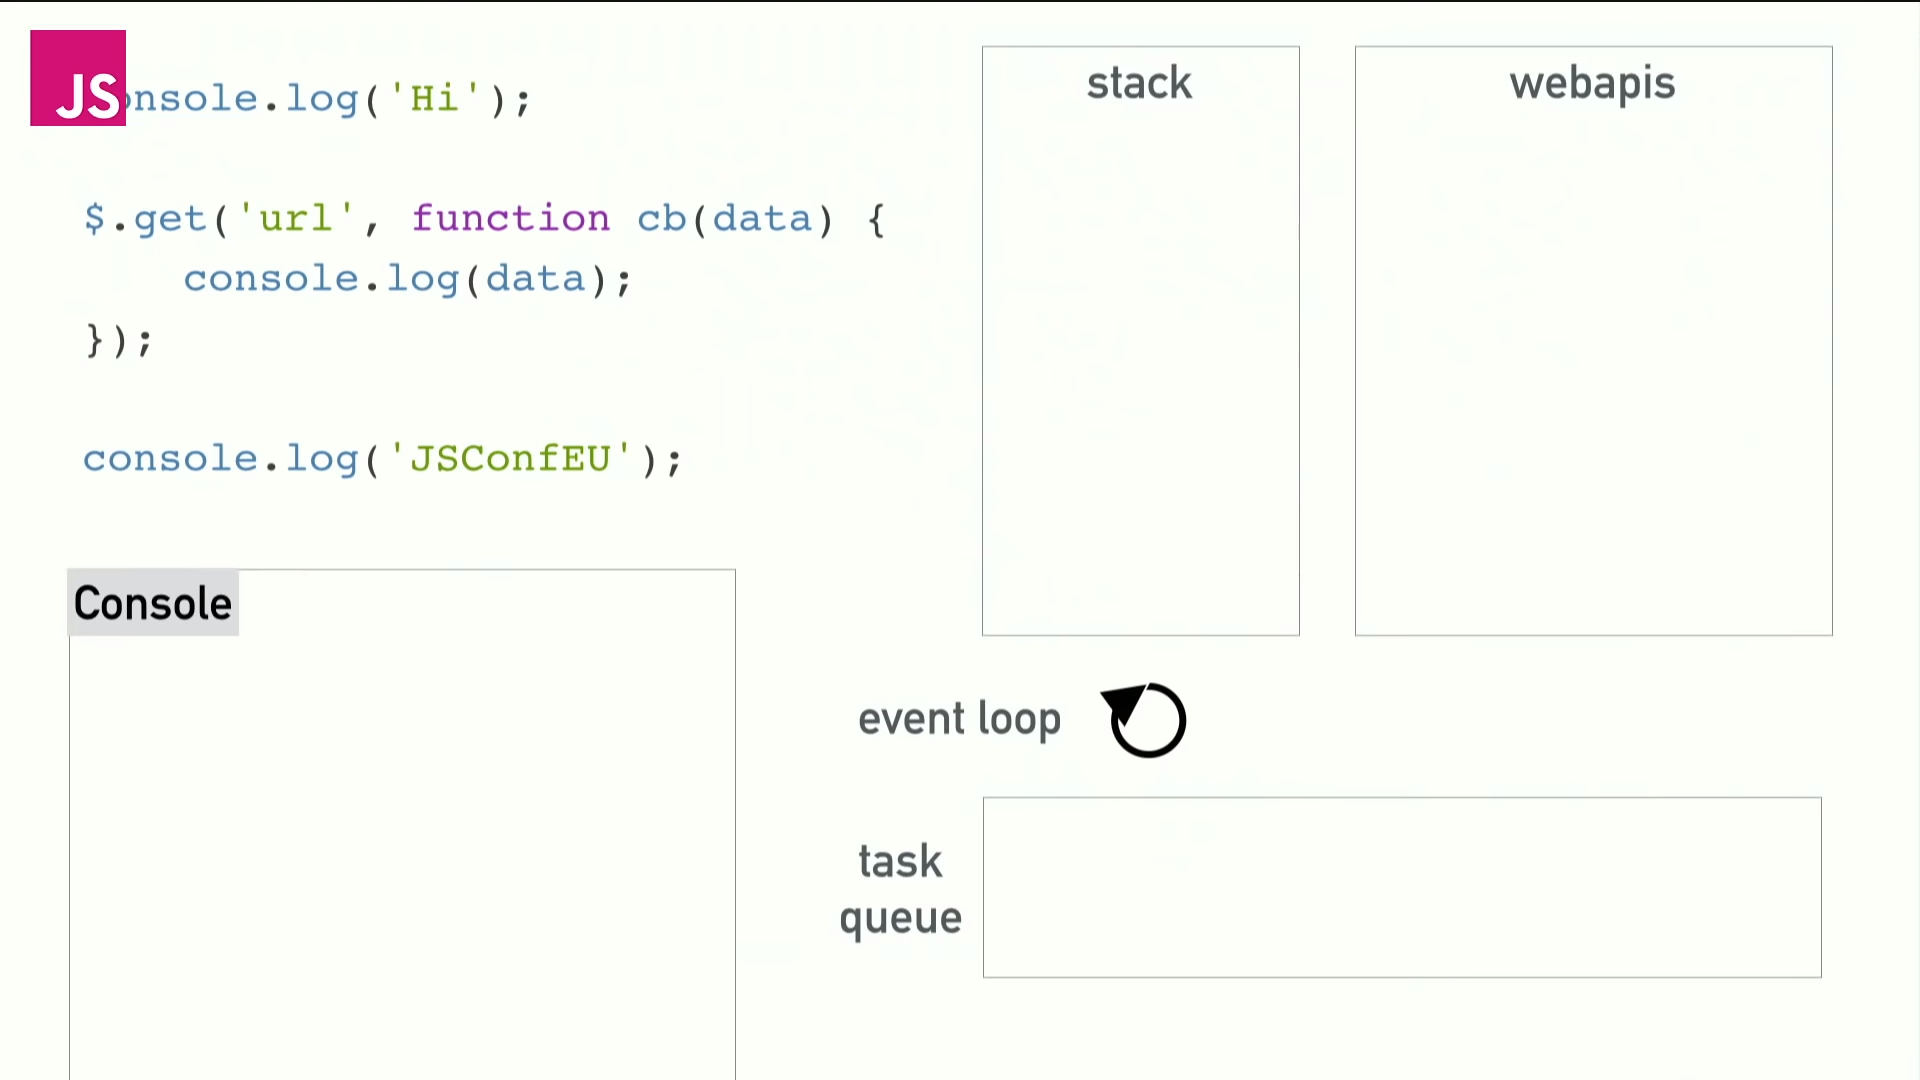 JS
onsole.log('Hi');
$.get('url', function cb(data) {
console.log(data);
});
console.log('JSConfEU');
Console
stack
webapis
event loop
task
queue